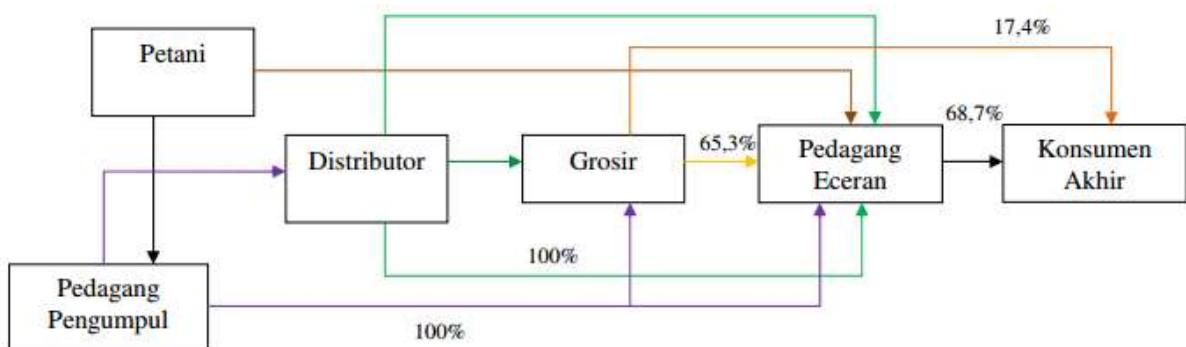 17,4%
Petani
68,7%
65,3%
Distributor
Grosir
Pedagang
Eceran
Konsumen
Akhir
100%
Pedagang
Pengumpul
100%